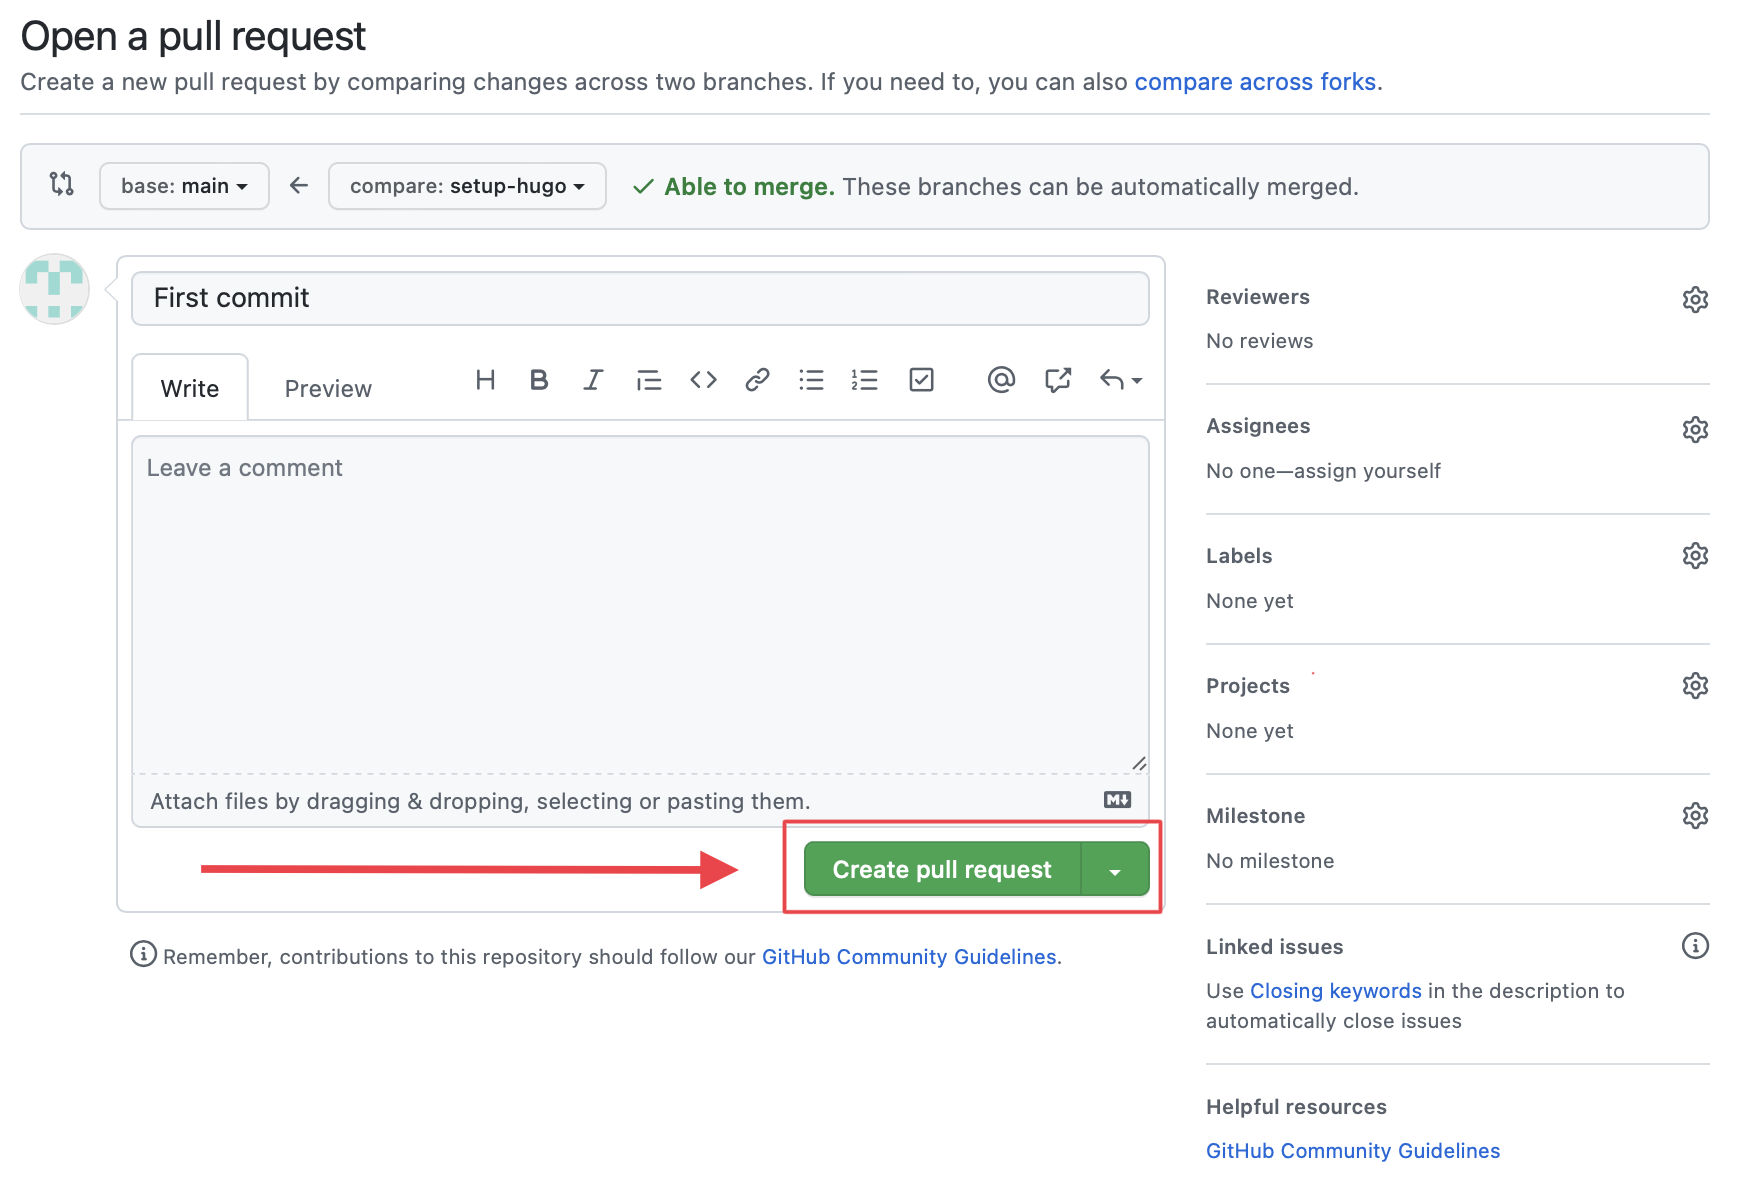 Open a pull request
Create a new pull request by comparing changes across two branches. If you need to, you can also compare across forks.
base: main compare: setup-hugo Able to merge. These branches can be automatically merged.
First commit
Write Preview
Leave a comment
Attach files by dragging & dropping, selecting or pasting them.
Create pull request
Remember, contributions to this repository should follow our GitHub Community Guidelines.
Reviewers
No reviews
Assignees
No one—assign yourself
Labels
None yet
Projects
None yet
Milestone
No milestone
Linked issues
Use Closing keywords in the description to
automatically close issues
Helpful resources
GitHub Community Guidelines